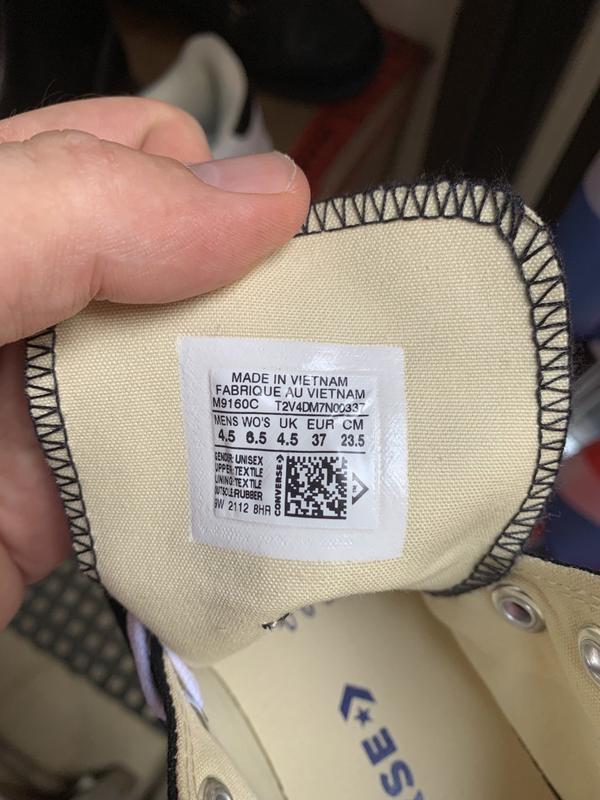 MADE IN VIETNAM
FABRIQUE AU VIETNAM
M9160C T2V4DM7N00337
MENS WO'S UK EUR CM
4.5 6.5 4.5 37 23.5
GENDER: UNISEX
UPPER: TEXTILE
LINING: TEXTILE
OUTSOLE: RUBBER
9W 2112 8HR
CONVERSE